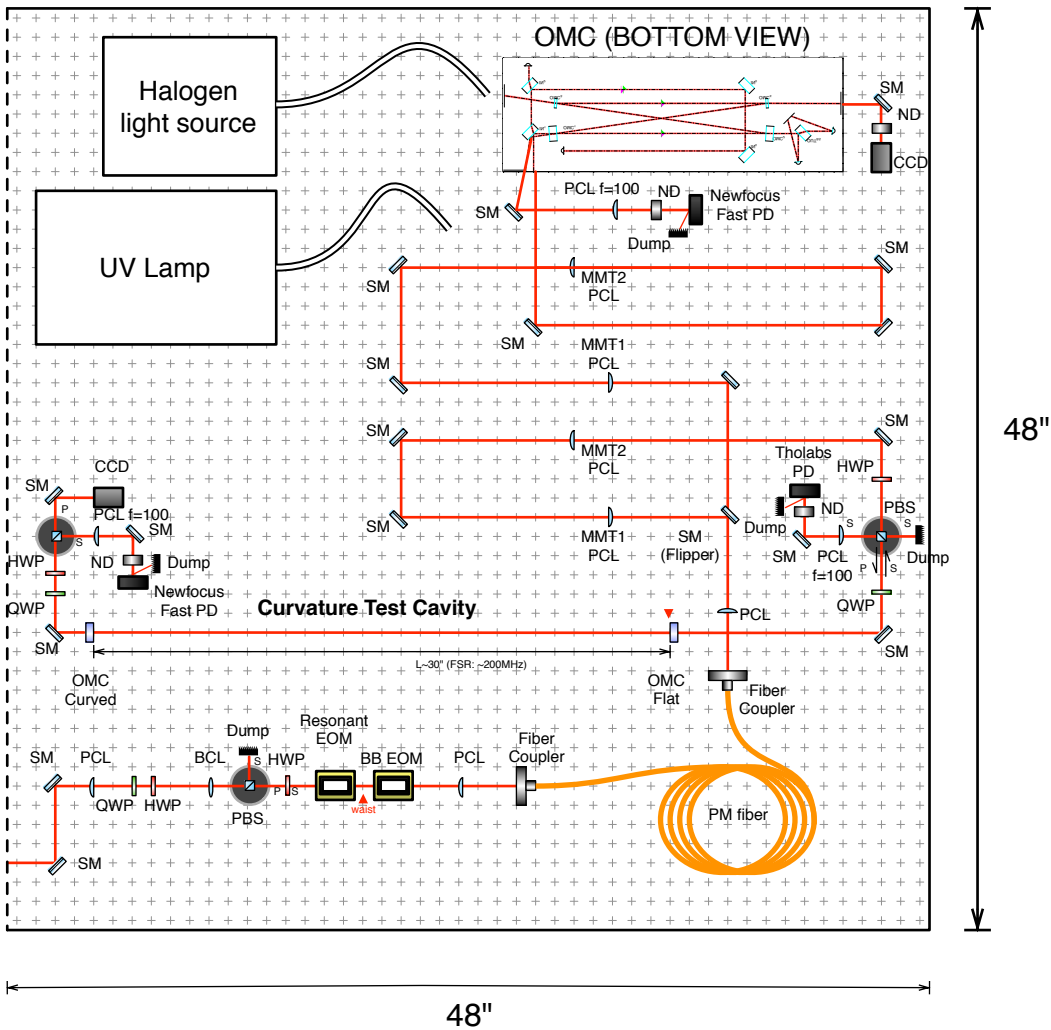 OMC (BOTTOM VIEW)
Halogen
light source
SM
ND
CCD
PCL f=100
ND
Newfocus
Fast PD
SM
Dump
UV Lamp
SM
SM
MMT2
PCL
SM
MMT1
PCL
SM
48"
SM
SM
MMT2
PCL
Tholabs
PD
HWP
CCD
SM
P
PCL f=100
SM
S
ND
Dump
HWP
QWP
Newfocus
Fast PD
SM
MMT1
PCL
SM
(Flipper)
Dump
ND
S
PBS
S
SM
PCL
f=100
P
S
Dump
QWP
Curvature Test Cavity
PCL
SM
SM
L~30" (FSR: ~200MHz)
OMC
Curved
OMC
Flat
Fiber
Coupler
Resonant
EOM
Dump
S
HWP
BB EOM
PCL
Fiber
Coupler
SM
PCL
BCL
QWP
HWP
P
S
PBS
waist
PM fiber
SM
48"